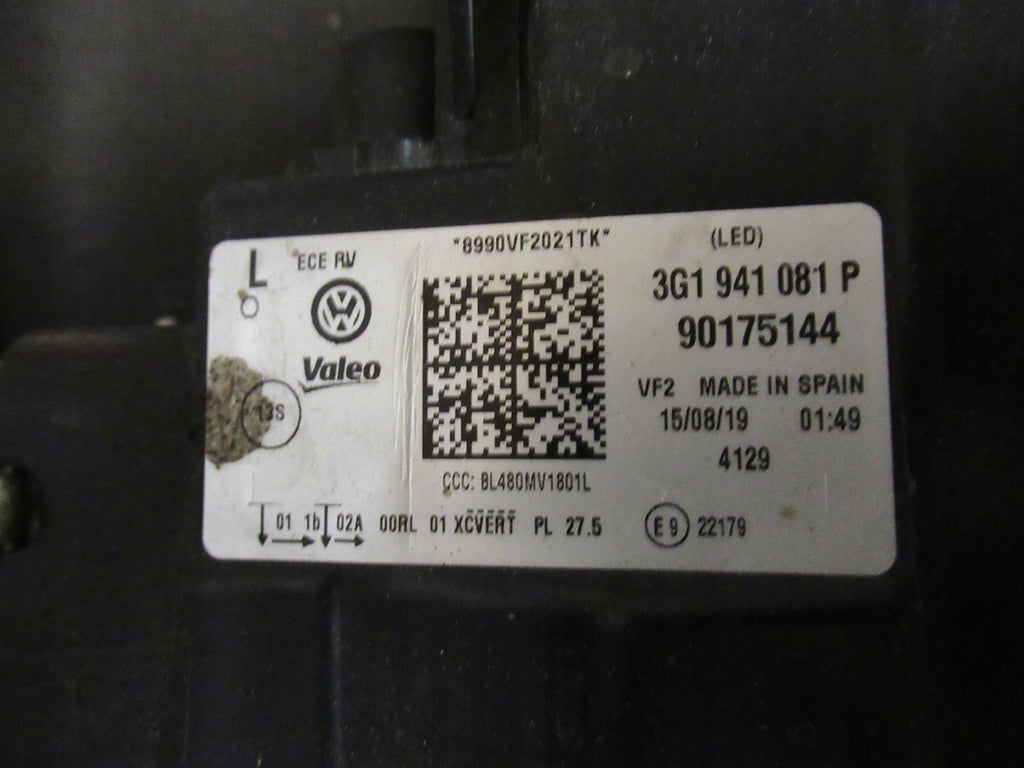 L
ECE RV
Valeo
13S
*8990VF2021TK*
CCC: BL480MV1801L
(LED)
3G1 941 081 P
90175144
VF2 MADE IN SPAIN
15/08/19 01:49
4129
01 1b 02A 00RL 01 XCVERT PL 27.5 E9 22179